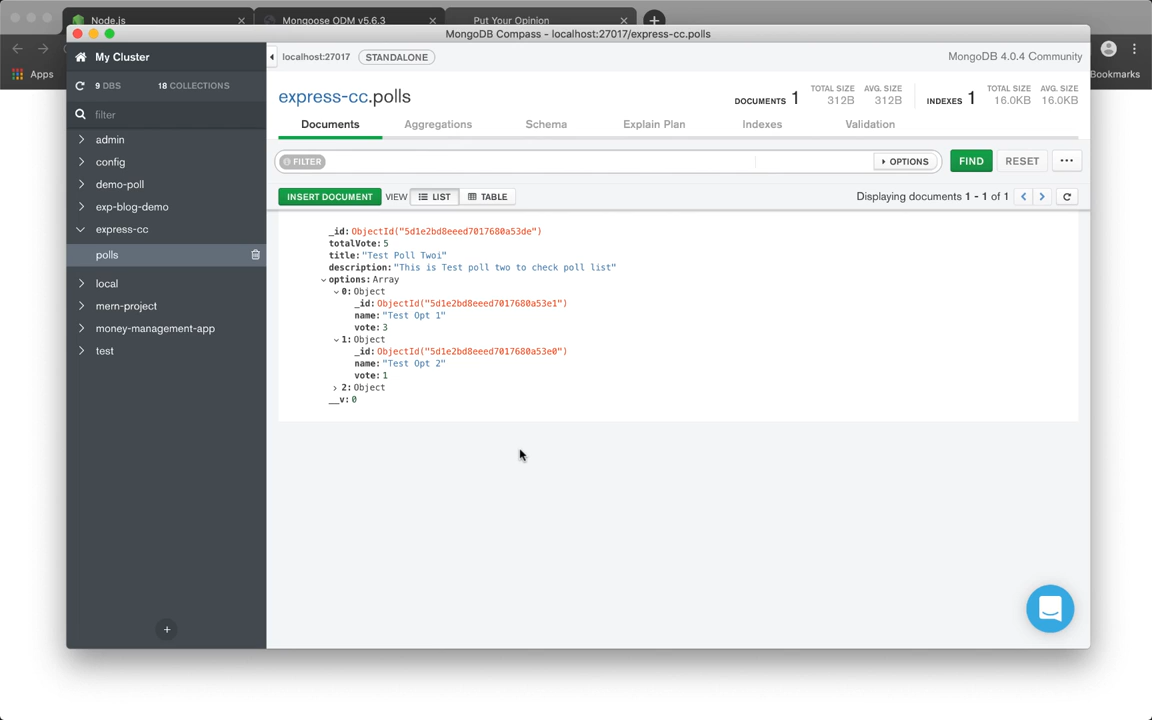 Node.js
Mongoose ODM v5.6.3
Put Your Opinion
MongoDB Compass - localhost:27017/express-cc.polls
Apps
Bookmarks
My Cluster
localhost:27017
STANDALONE
MongoDB 4.0.4 Community
9 DBS
18 COLLECTIONS
filter
admin
config
demo-poll
exp-blog-demo
express-cc
polls
local
mern-project
money-management-app
test
express-cc.polls
DOCUMENTS 1
TOTAL SIZE
312B
AVG. SIZE
312B
INDEXES 1
TOTAL SIZE
16.0KB
AVG. SIZE
16.0KB
Documents
Aggregations
Schema
Explain Plan
Indexes
Validation
FILTER
OPTIONS
FIND
RESET
INSERT DOCUMENT
VIEW
LIST
TABLE
Displaying documents 1 - 1 of 1
_id: ObjectId("5d1e2bd8eeed7017680a53de")
totalVote: 5
title: "Test Poll Twoi"
description: "This is Test poll two to check poll list"
options: Array
0: Object
_id: ObjectId("5d1e2bd8eeed7017680a53e1")
name: "Test Opt 1"
vote: 3
1: Object
_id: ObjectId("5d1e2bd8eeed7017680a53e0")
name: "Test Opt 2"
vote: 1
2: Object
__v: 0